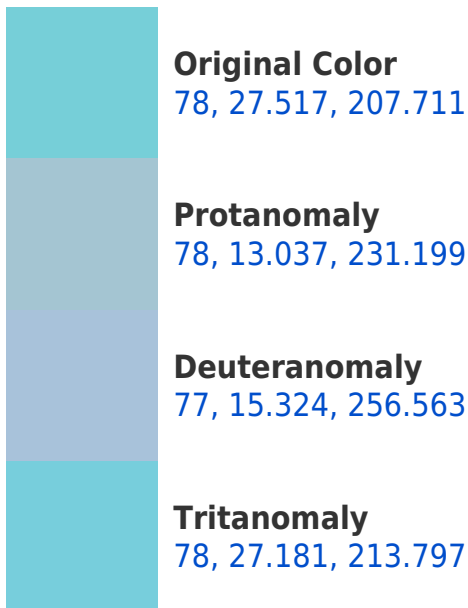 Original Color
78, 27.517, 207.711
Protanomaly
78, 13.037, 231.199
Deuteranomaly
77, 15.324, 256.563
Tritanomaly
78, 27.181, 213.797